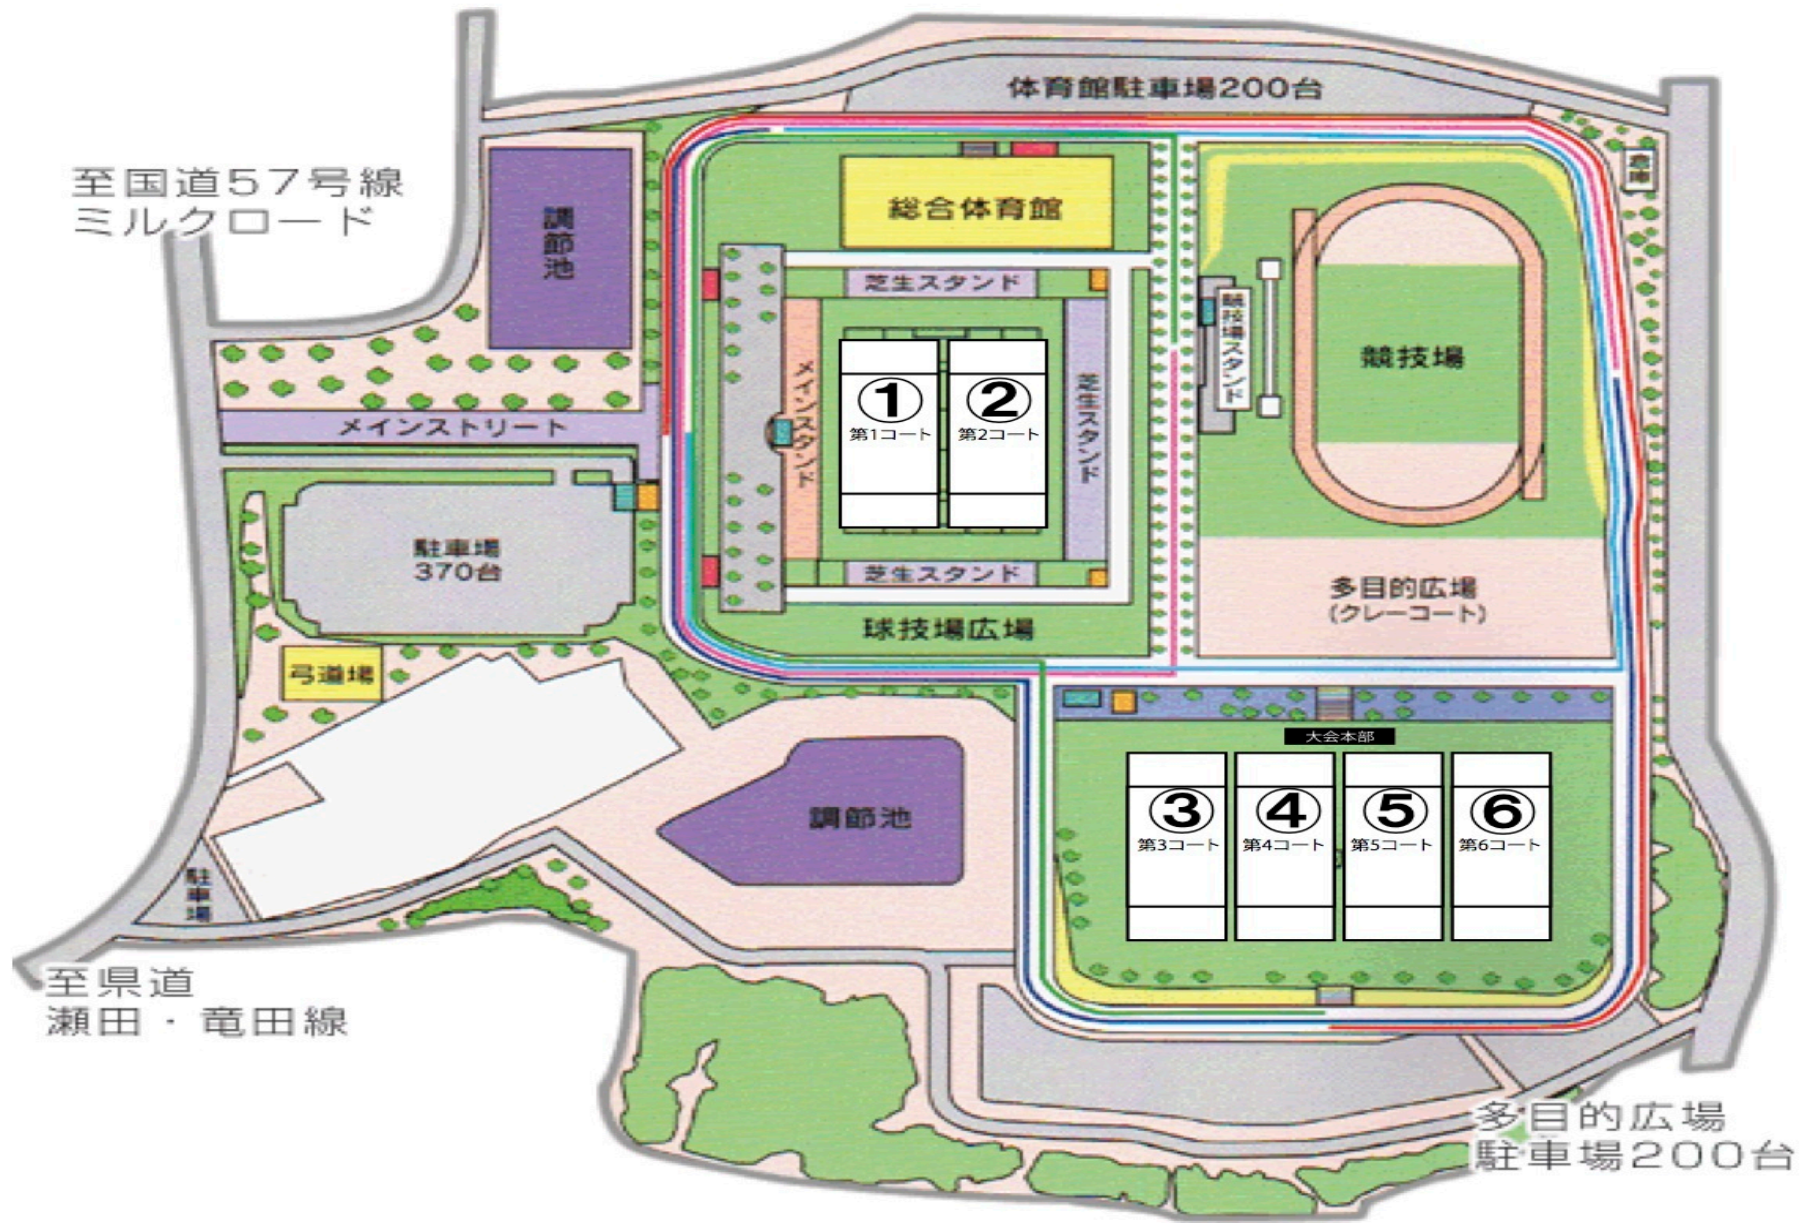 体育館駐車場200台
至国道57号線
ミルクロード
倉庫
調節池
総合体育館
芝生スタンド
競技場スタンド
競技場
メインスタンド
①
第1コート
②
第2コート
芝生スタンド
メインストリート
駐車場
370台
芝生スタンド
多目的広場
(クレーコート)
球技場広場
弓道場
大会本部
調節池
③
第3コート
④
第4コート
⑤
第5コート
⑥
第6コート
駐車場
至県道
瀬田・竜田線
多目的広場
駐車場200台